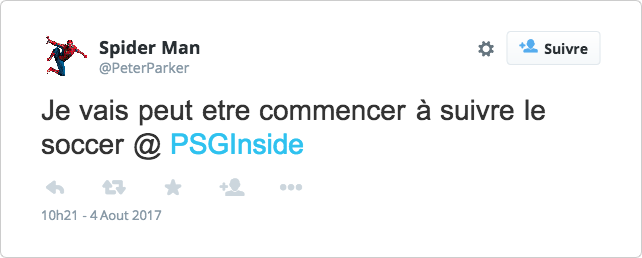 Spider Man
@PeterParker
Suivre
Je vais peut etre commencer à suivre le
soccer @ PSGInside
10h21 - 4 Aout 2017